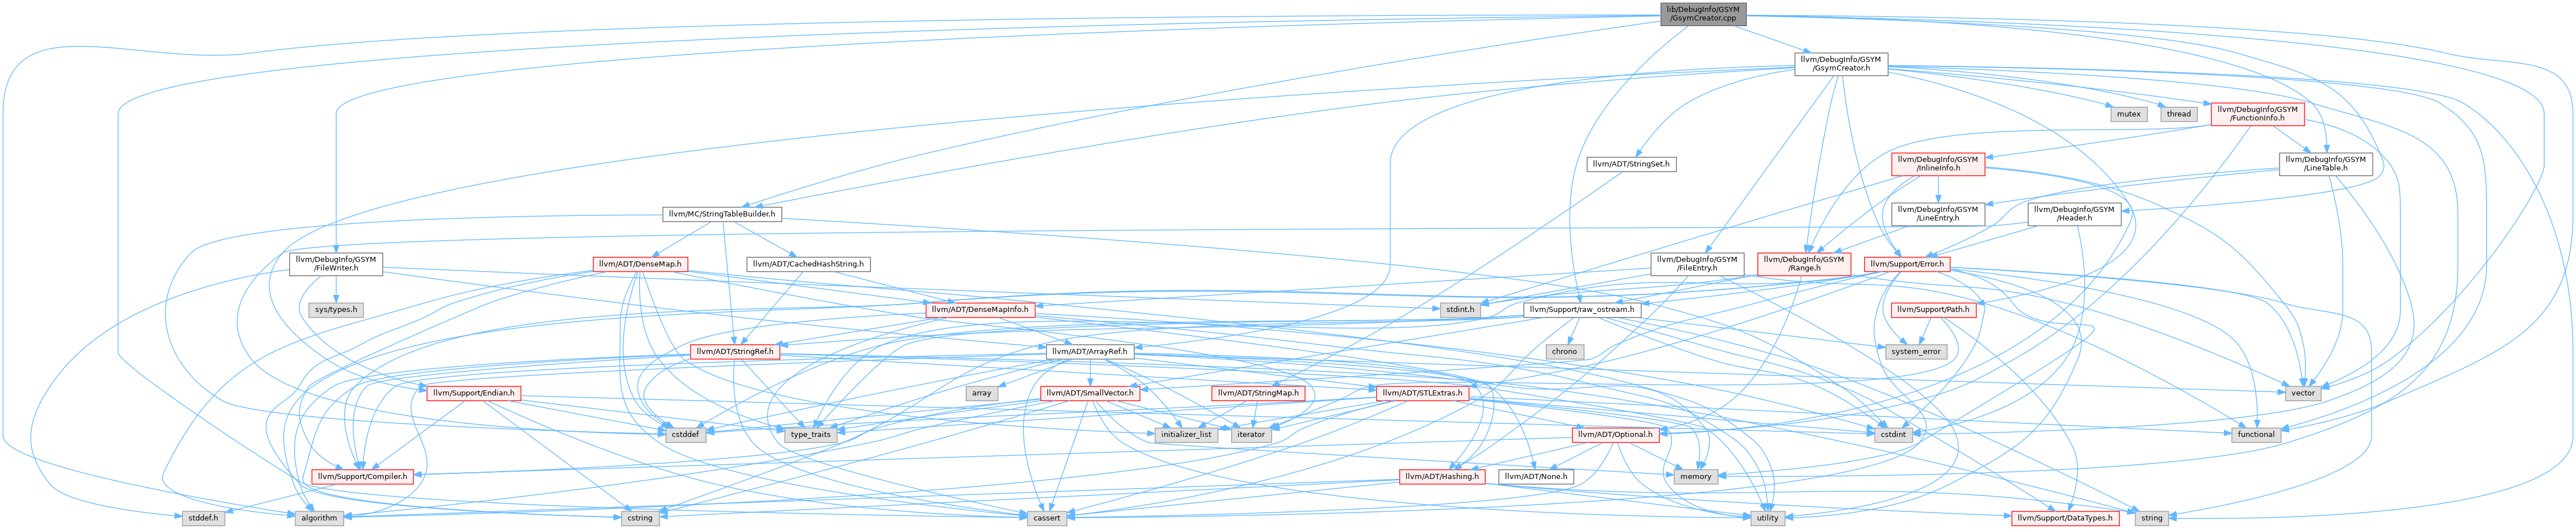 lib/DebugInfo/GSYM
/GsymCreator.cpp
llvm/DebugInfo/GSYM
/GsymCreator.h
mutex
thread
llvm/DebugInfo/GSYM
/FunctionInfo.h
llvm/ADT/StringSet.h
llvm/DebugInfo/GSYM
/InlineInfo.h
llvm/DebugInfo/GSYM
/LineTable.h
llvm/MC/StringTableBuilder.h
llvm/DebugInfo/GSYM
/LineEntry.h
llvm/DebugInfo/GSYM
/Header.h
llvm/DebugInfo/GSYM
/FileWriter.h
llvm/ADT/DenseMap.h
llvm/ADT/CachedHashString.h
llvm/DebugInfo/GSYM
/FileEntry.h
llvm/DebugInfo/GSYM
/Range.h
llvm/Support/Error.h
sys/types.h
llvm/ADT/DenseMapInfo.h
stdint.h
llvm/Support/raw_ostream.h
llvm/Support/Path.h
llvm/ADT/StringRef.h
llvm/ADT/ArrayRef.h
chrono
system_error
llvm/Support/Endian.h
array
llvm/ADT/SmallVector.h
llvm/ADT/StringMap.h
llvm/ADT/STLExtras.h
vector
cstddef
type_traits
initializer_list
iterator
llvm/ADT/Optional.h
cstdint
functional
llvm/Support/Compiler.h
llvm/ADT/Hashing.h
llvm/ADT/None.h
memory
stddef.h
algorithm
cstring
cassert
utility
llvm/Support/DataTypes.h
string